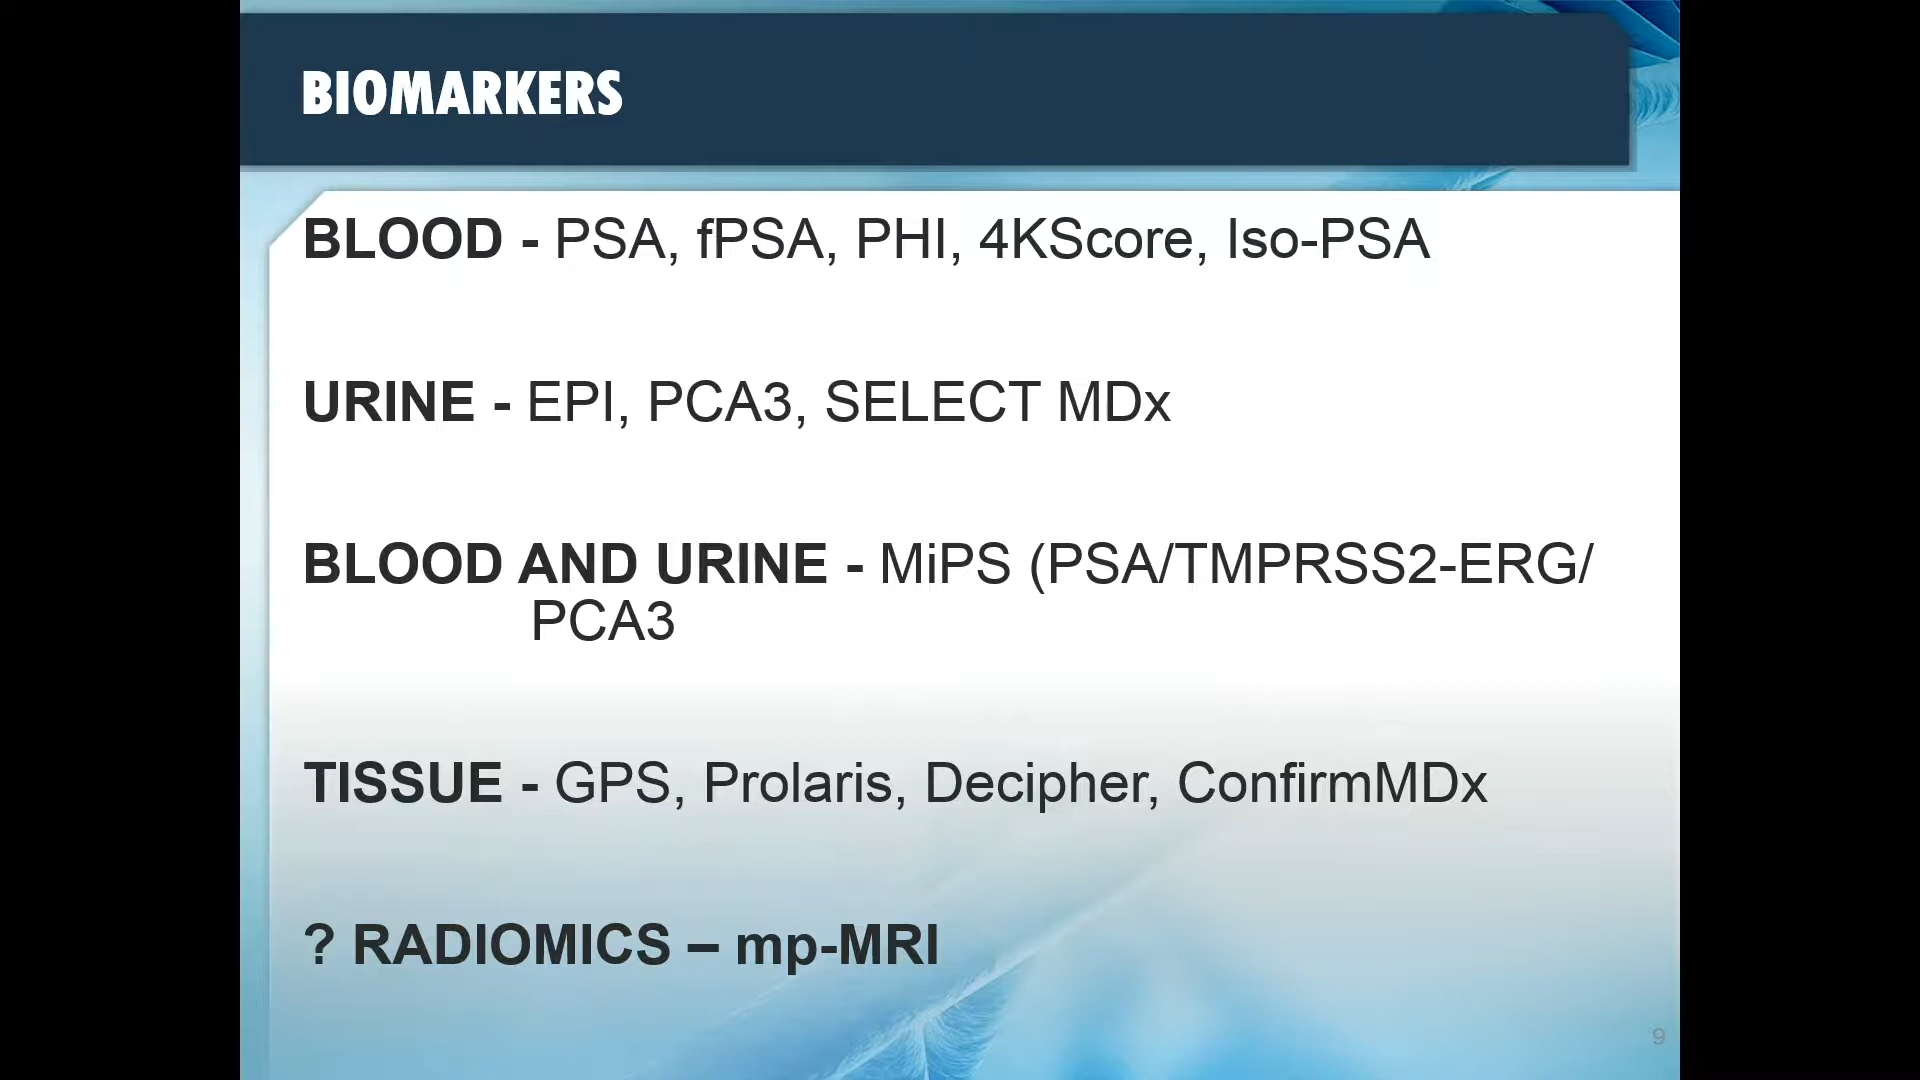 BIOMARKERS
BLOOD - PSA, fPSA, PHI, 4KScore, Iso-PSA
URINE - EPI, PCA3, SELECT MDx
BLOOD AND URINE - MiPS (PSA/TMPRSS2-ERG/
PCA3
TISSUE - GPS, Prolaris, Decipher, ConfirmMDx
? RADIOMICS – mp-MRI
9